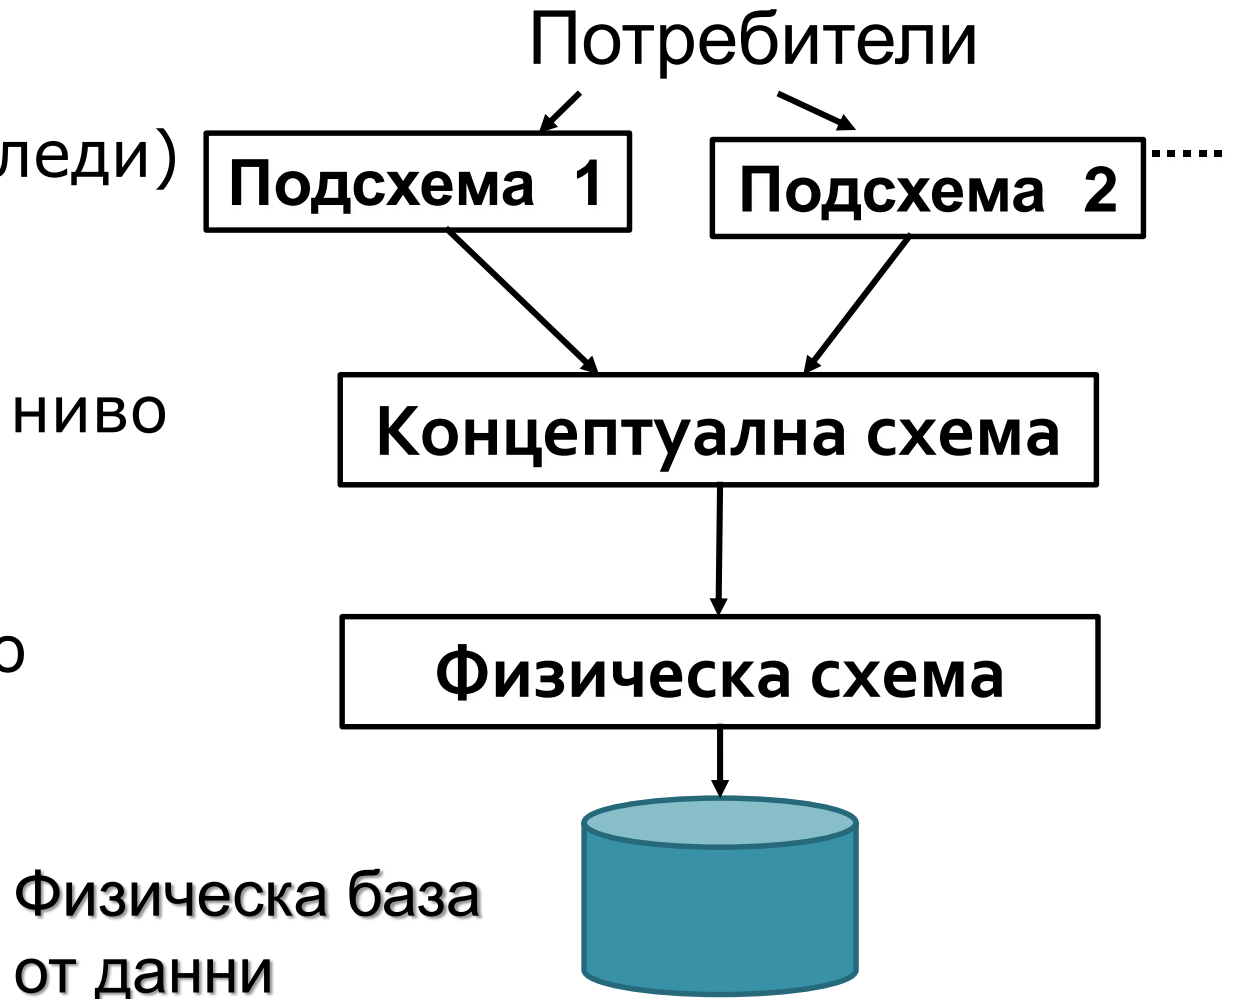 Потребители
леди)
Подсхема 1
Подсхема 2
ниво
Концептуална схема
о
Физическа схема
Физическа база
от данни